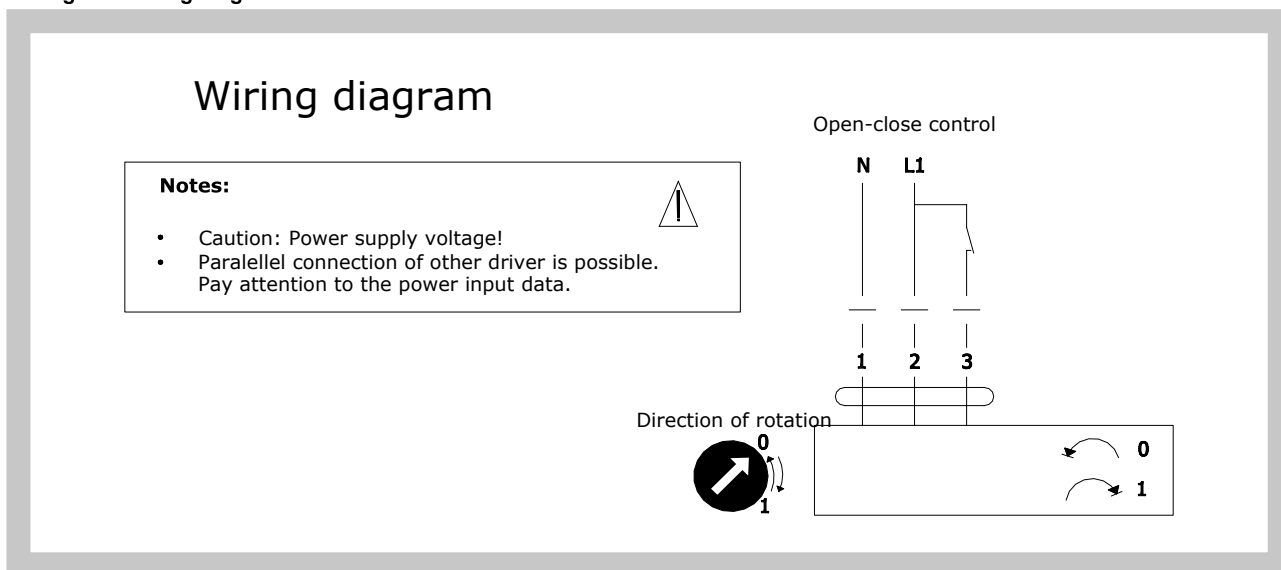 Wiring diagram
Open-close control
N L1
Notes:
• Caution: Power supply voltage!
• Paralellel connection of other driver is possible.
Pay attention to the power input data.
1 2 3
Direction of rotation
0
1
0
1